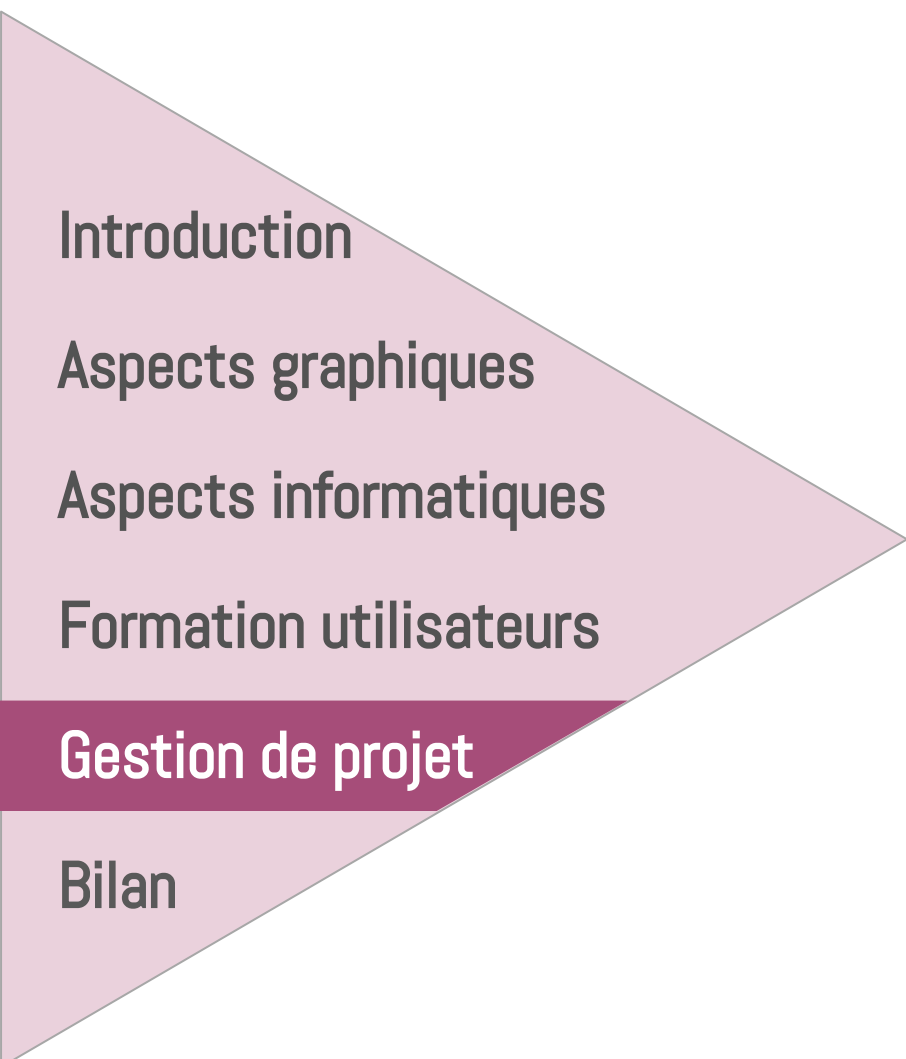 Introduction
Aspects graphiques
Aspects informatiques
Formation utilisateurs
Gestion de projet
Bilan